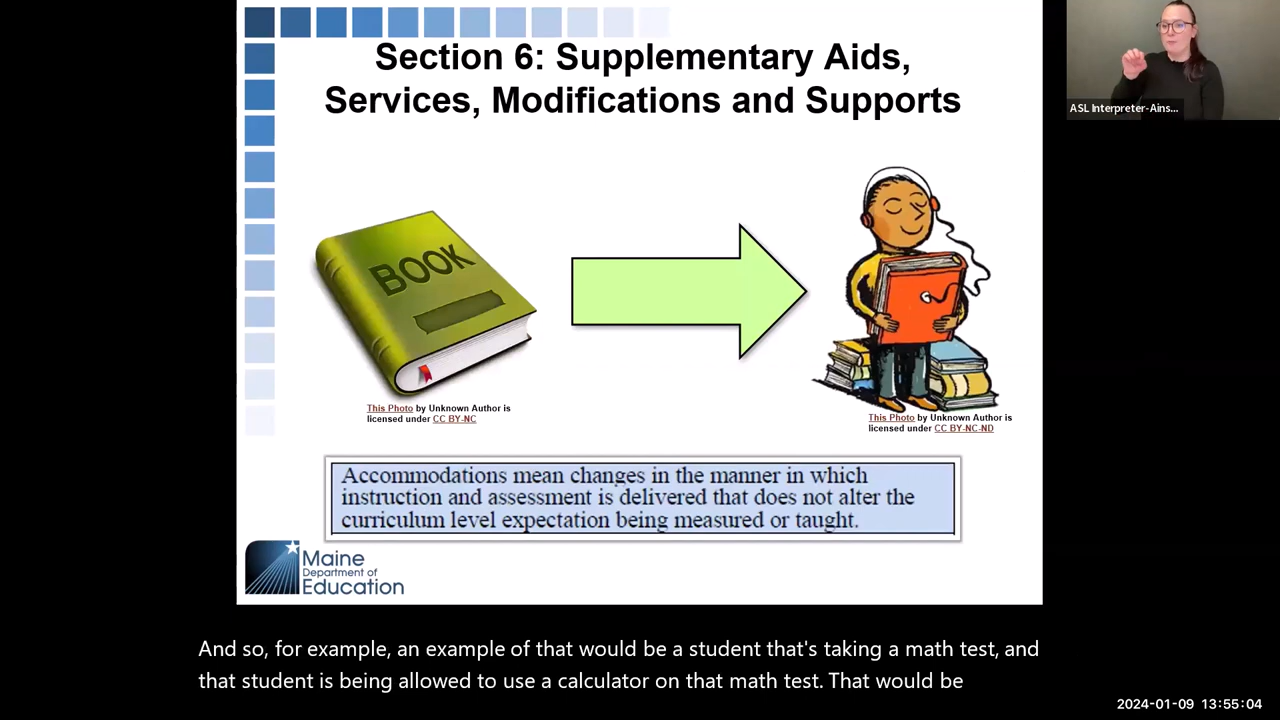 Section 6: Supplementary Aids,
Services, Modifications and Supports
ASL Interpreter-Ains...
BOOK
This Photo by Unknown Author is
licensed under CC BY-NC
This Photo by Unknown Author is
licensed under CC BY-NC-ND
Accommodations mean changes in the manner in which
instruction and assessment is delivered that does not alter the
curriculum level expectation being measured or taught.
Maine
Department of
Education
And so, for example, an example of that would be a student that's taking a math test, and
that student is being allowed to use a calculator on that math test. That would be
2024-01-09 13:55:04